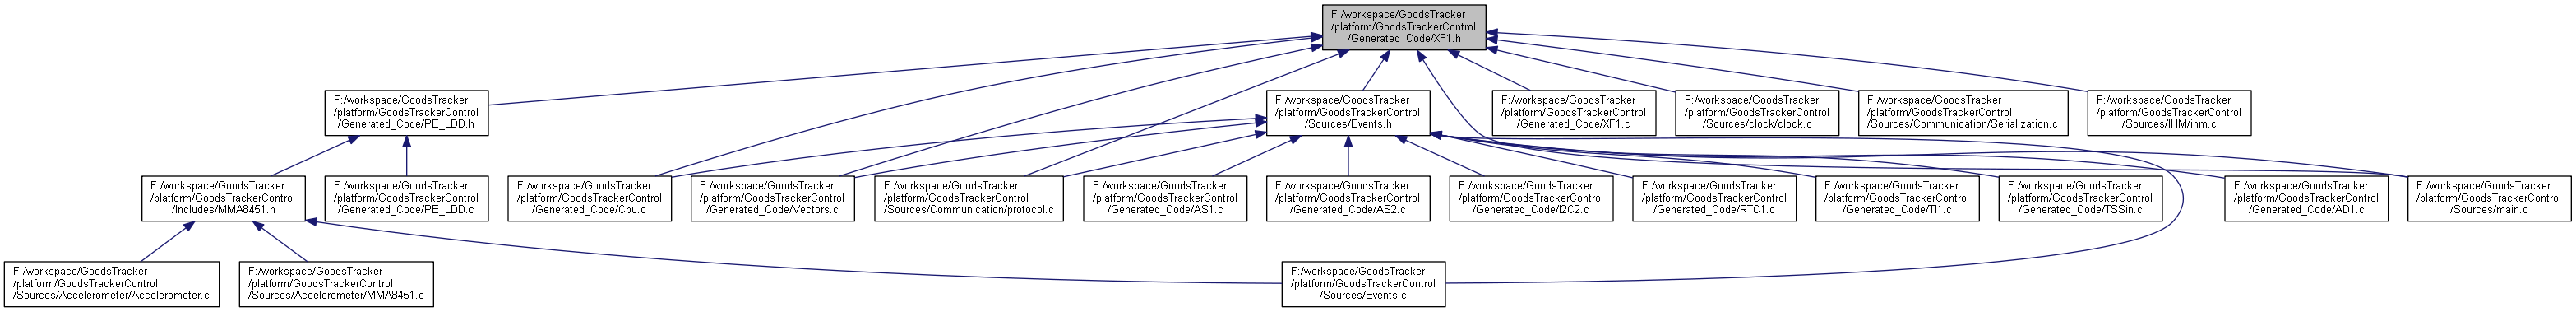 F:/workspace/GoodsTracker
/platform/GoodsTrackerControl
/Generated_Code/XF1.h
F:/workspace/GoodsTracker
/platform/GoodsTrackerControl
/Generated_Code/PE_LDD.h
F:/workspace/GoodsTracker
/platform/GoodsTrackerControl
/Sources/Events.h
F:/workspace/GoodsTracker
/platform/GoodsTrackerControl
/Generated_Code/XF1.c
F:/workspace/GoodsTracker
/platform/GoodsTrackerControl
/Sources/clock/clock.c
F:/workspace/GoodsTracker
/platform/GoodsTrackerControl
/Sources/Communication/Serialization.c
F:/workspace/GoodsTracker
/platform/GoodsTrackerControl
/Sources/IHM/ihm.c
F:/workspace/GoodsTracker
/platform/GoodsTrackerControl
/Includes/MMA8451.h
F:/workspace/GoodsTracker
/platform/GoodsTrackerControl
/Generated_Code/PE_LDD.c
F:/workspace/GoodsTracker
/platform/GoodsTrackerControl
/Generated_Code/Cpu.c
F:/workspace/GoodsTracker
/platform/GoodsTrackerControl
/Generated_Code/Vectors.c
F:/workspace/GoodsTracker
/platform/GoodsTrackerControl
/Sources/Communication/protocol.c
F:/workspace/GoodsTracker
/platform/GoodsTrackerControl
/Generated_Code/AS1.c
F:/workspace/GoodsTracker
/platform/GoodsTrackerControl
/Generated_Code/AS2.c
F:/workspace/GoodsTracker
/platform/GoodsTrackerControl
/Generated_Code/I2C2.c
F:/workspace/GoodsTracker
/platform/GoodsTrackerControl
/Generated_Code/RTC1.c
F:/workspace/GoodsTracker
/platform/GoodsTrackerControl
/Generated_Code/TI1.c
F:/workspace/GoodsTracker
/platform/GoodsTrackerControl
/Generated_Code/TSSin.c
F:/workspace/GoodsTracker
/platform/GoodsTrackerControl
/Generated_Code/AD1.c
F:/workspace/GoodsTracker
/platform/GoodsTrackerControl
/Sources/main.c
F:/workspace/GoodsTracker
/platform/GoodsTrackerControl
/Sources/Accelerometer/Accelerometer.c
F:/workspace/GoodsTracker
/platform/GoodsTrackerControl
/Sources/Accelerometer/MMA8451.c
F:/workspace/GoodsTracker
/platform/GoodsTrackerControl
/Sources/Events.c